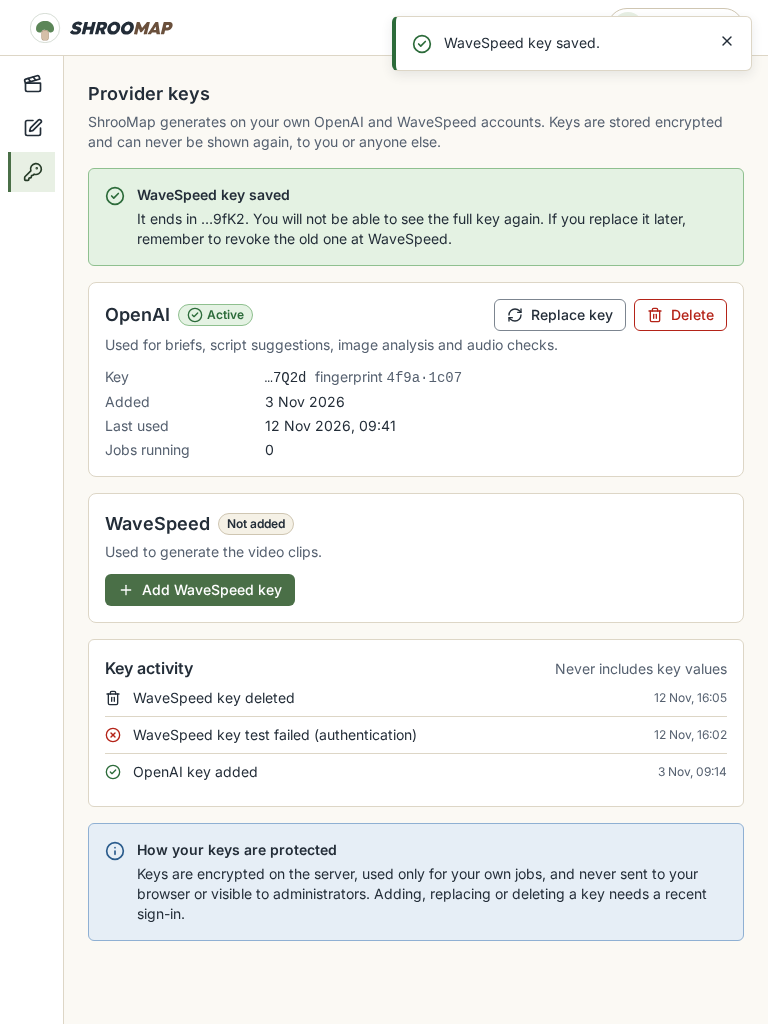 SHROOMAP
WaveSpeed key saved.
Provider keys
ShrooMap generates on your own OpenAI and WaveSpeed accounts. Keys are stored encrypted
and can never be shown again, to you or anyone else.
WaveSpeed key saved
It ends in ...9fK2. You will not be able to see the full key again. If you replace it later,
remember to revoke the old one at WaveSpeed.
OpenAI Active Replace key Delete
Used for briefs, script suggestions, image analysis and audio checks.
Key …7Q2d fingerprint 4f9a·1c07
Added 3 Nov 2026
Last used 12 Nov 2026, 09:41
Jobs running 0
WaveSpeed Not added
Used to generate the video clips.
Add WaveSpeed key
Key activity Never includes key values
WaveSpeed key deleted 12 Nov, 16:05
WaveSpeed key test failed (authentication) 12 Nov, 16:02
OpenAI key added 3 Nov, 09:14
How your keys are protected
Keys are encrypted on the server, used only for your own jobs, and never sent to your
browser or visible to administrators. Adding, replacing or deleting a key needs a recent
sign-in.